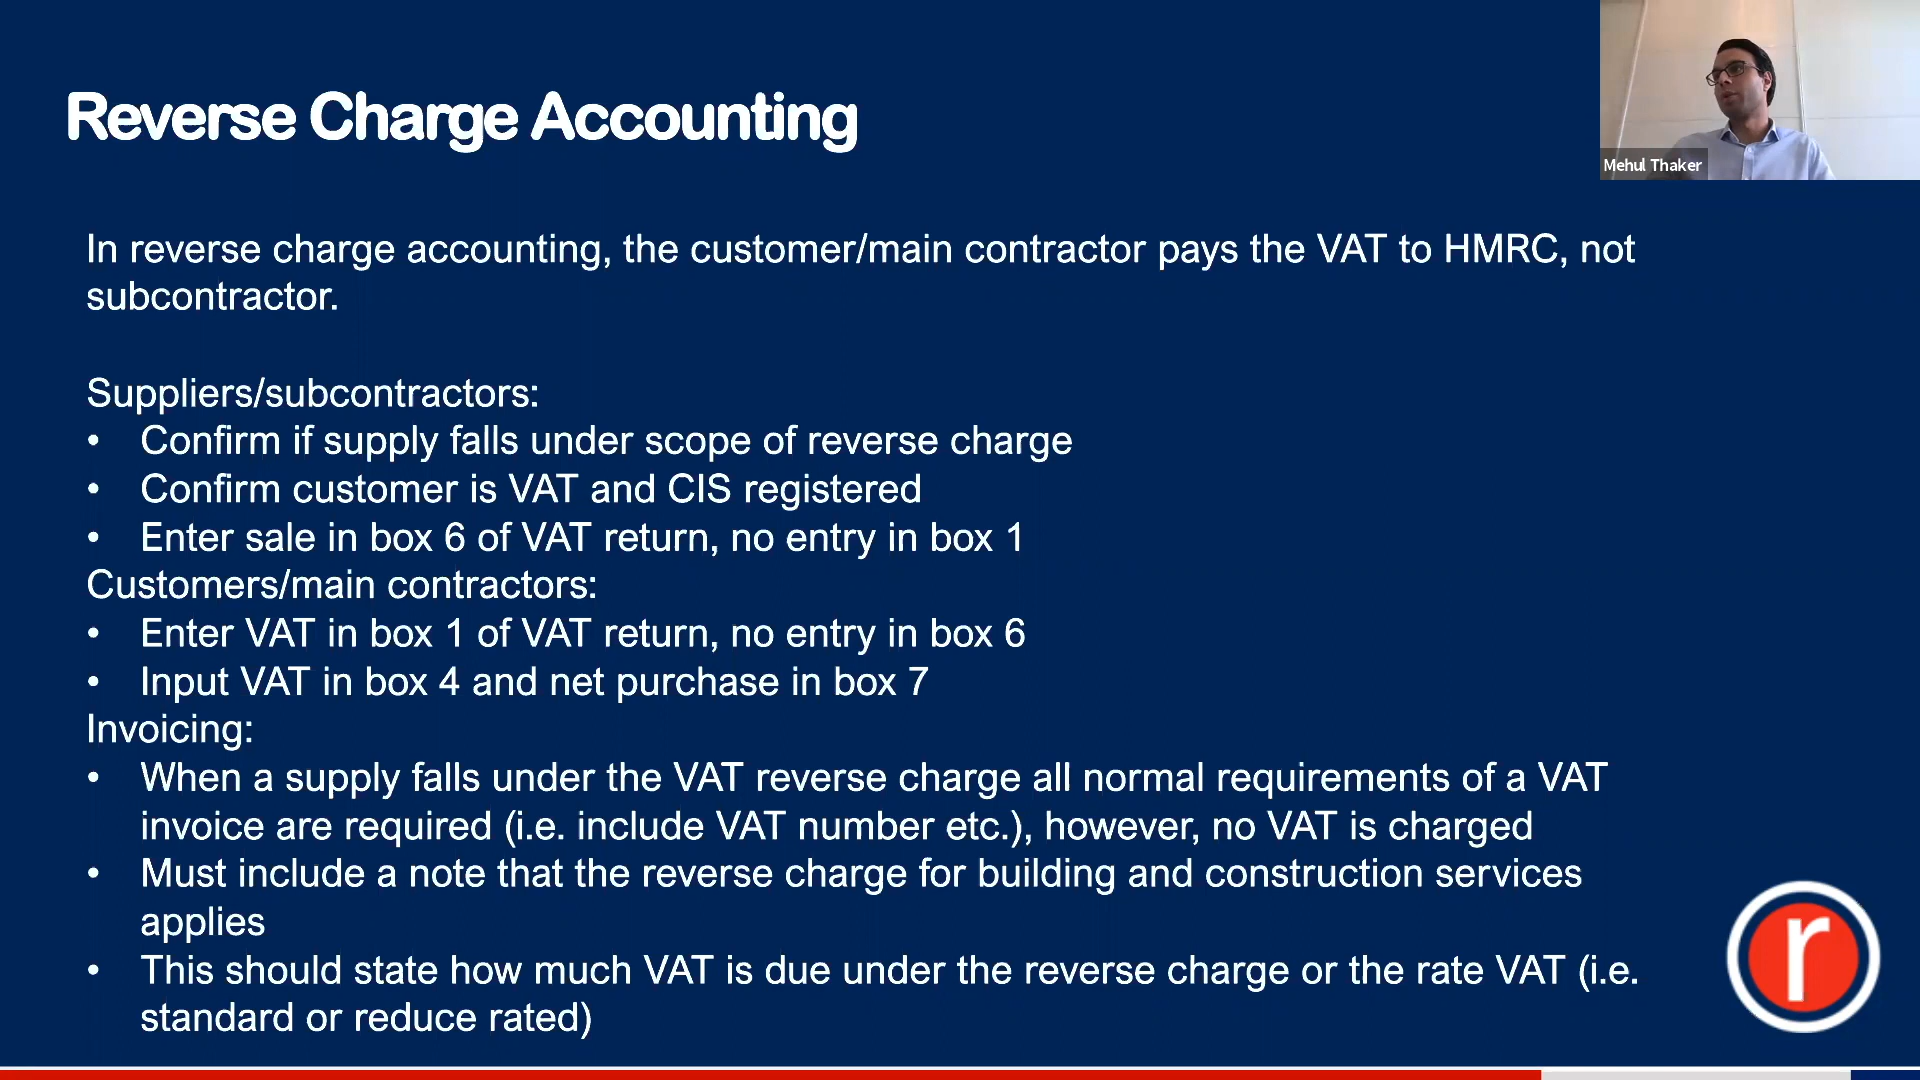 Reverse Charge Accounting
Mehul Thaker
In reverse charge accounting, the customer/main contractor pays the VAT to HMRC, not
subcontractor.
Suppliers/subcontractors:
• Confirm if supply falls under scope of reverse charge
• Confirm customer is VAT and CIS registered
• Enter sale in box 6 of VAT return, no entry in box 1
Customers/main contractors:
• Enter VAT in box 1 of VAT return, no entry in box 6
• Input VAT in box 4 and net purchase in box 7
Invoicing:
• When a supply falls under the VAT reverse charge all normal requirements of a VAT
invoice are required (i.e. include VAT number etc.), however, no VAT is charged
• Must include a note that the reverse charge for building and construction services
applies
• This should state how much VAT is due under the reverse charge or the rate VAT (i.e.
standard or reduce rated)
r